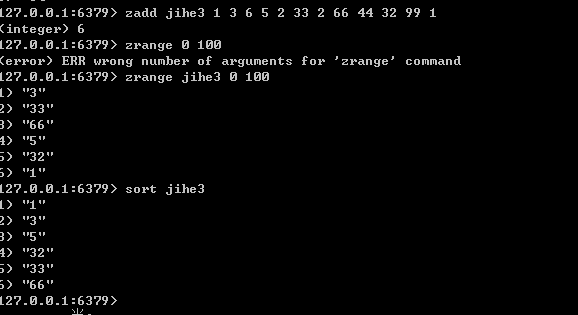 127.0.0.1:6379> zadd jihe3 1 3 6 5 2 33 2 66 44 32 99 1
(integer) 6
127.0.0.1:6379> zrange 0 100
(error) ERR wrong number of arguments for 'zrange' command
127.0.0.1:6379> zrange jihe3 0 100
1) "3"
2) "33"
3) "66"
4) "5"
5) "32"
6) "1"
127.0.0.1:6379> sort jihe3
1) "1"
2) "3"
3) "5"
4) "32"
5) "33"
6) "66"
127.0.0.1:6379>